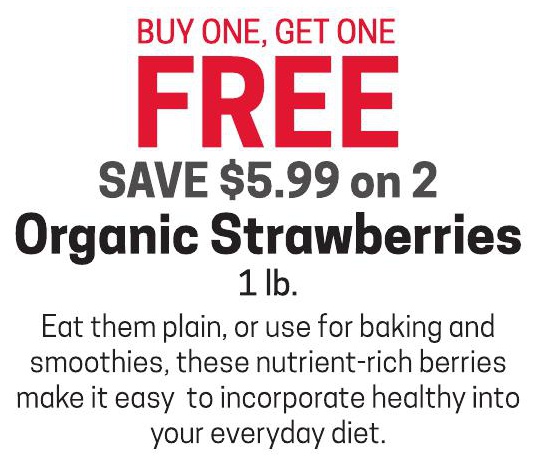 BUY ONE, GET ONE
FREE
SAVE $5.99 on 2
Organic Strawberries
1 lb.
Eat them plain, or use for baking and
smoothies, these nutrient-rich berries
make it easy  to incorporate healthy into
your everyday diet.